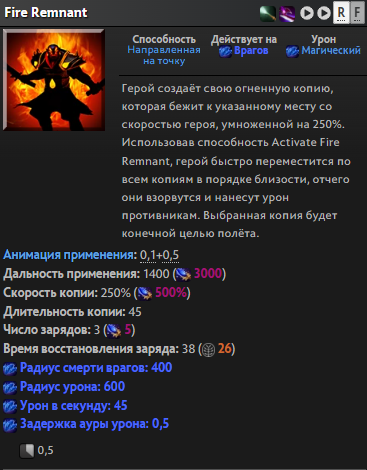 Fire Remnant
R F
Способность Действует на Урон
Направленная на точку Врагов Магический
Герой создаёт свою огненную копию,
которая бежит к указанному месту со
скоростью героя, умноженной на 250%.
Использовав способность Activate Fire
Remnant, герой быстро переместится по
всем копиям в порядке близости, отчего
они взорвутся и нанесут урон
противникам. Выбранная копия будет
конечной целью полёта.
Анимация применения: 0,1+0,5
Дальность применения: 1400 (3000)
Скорость копии: 250% (500%)
Длительность копии: 45
Число зарядов: 3 (5)
Время восстановления заряда: 38 (26)
Радиус смерти врагов: 400
Радиус урона: 600
Урон в секунду: 45
Задержка ауры урона: 0,5
0,5